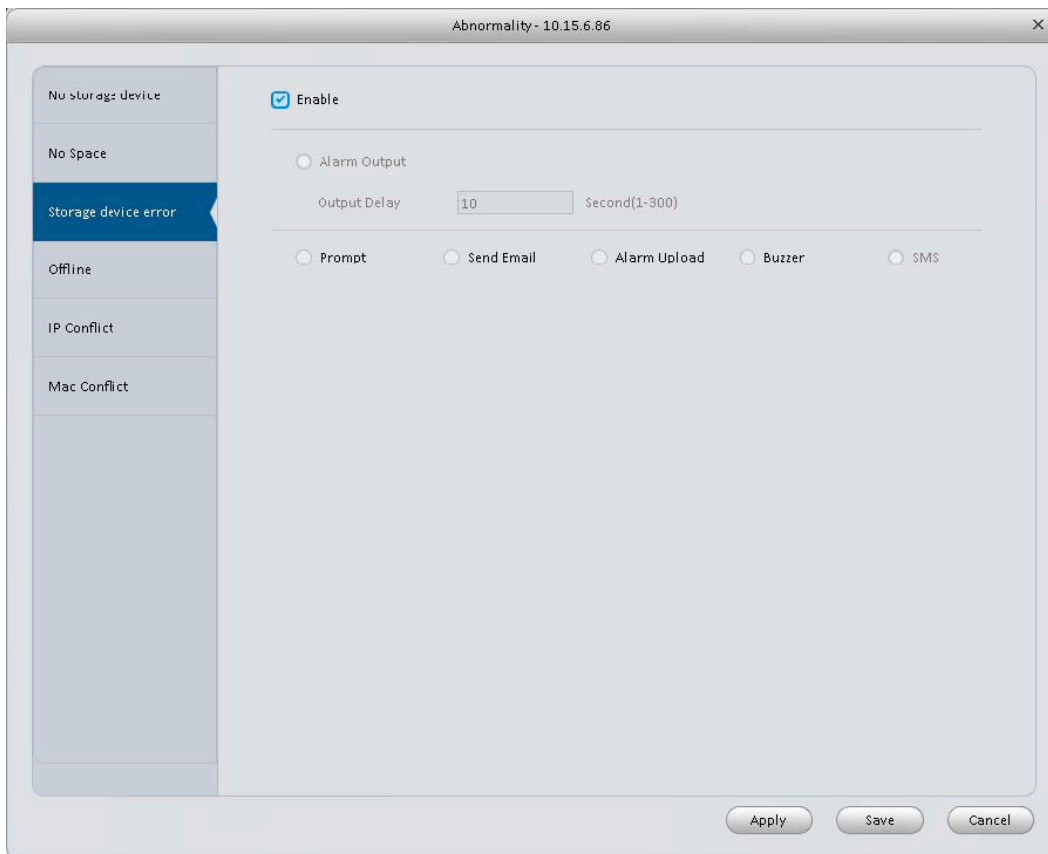 Abnormality - 10.15.6.86
No storage device
No Space
Storage device error
Offline
IP Conflict
Mac Conflict
Enable
Alarm Output
Output Delay 10 Second(1-300)
Prompt Send Email Alarm Upload Buzzer SMS
Apply Save Cancel